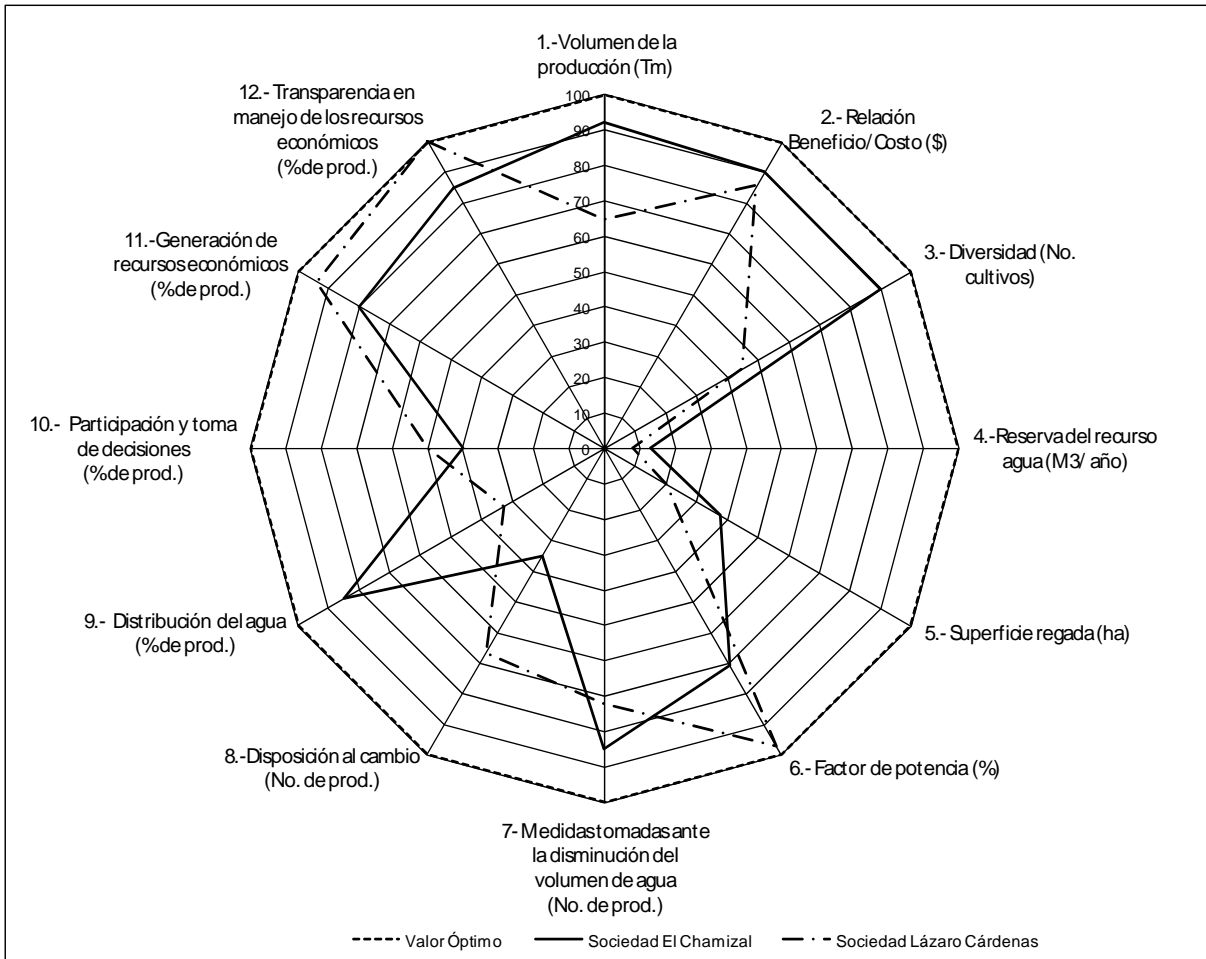 1.-Volumen de la
producción (Tm)
2.- Relación
Beneficio/Costo ($)
3.- Diversidad (No.
cultivos)
4.-Reserva del recurso
agua (M3/ año)
5.- Superficie regada (ha)
6.- Factor de potencia (%)
7- Medidas tomadas ante
la disminución del
volumen de agua
(No. de prod.)
8.-Disposición al cambio
(No. de prod.)
9.- Distribución del agua
(%de prod.)
10.- Participación y toma
de decisiones
(%de prod.)
11.-Generación de
recursos económicos
(%de prod.)
12.- Transparencia en
manejo de los recursos
económicos
(%de prod.)
100
90
80
70
60
50
40
30
20
10
0
Valor Óptimo
Sociedad El Chamizal
Sociedad Lázaro Cárdenas